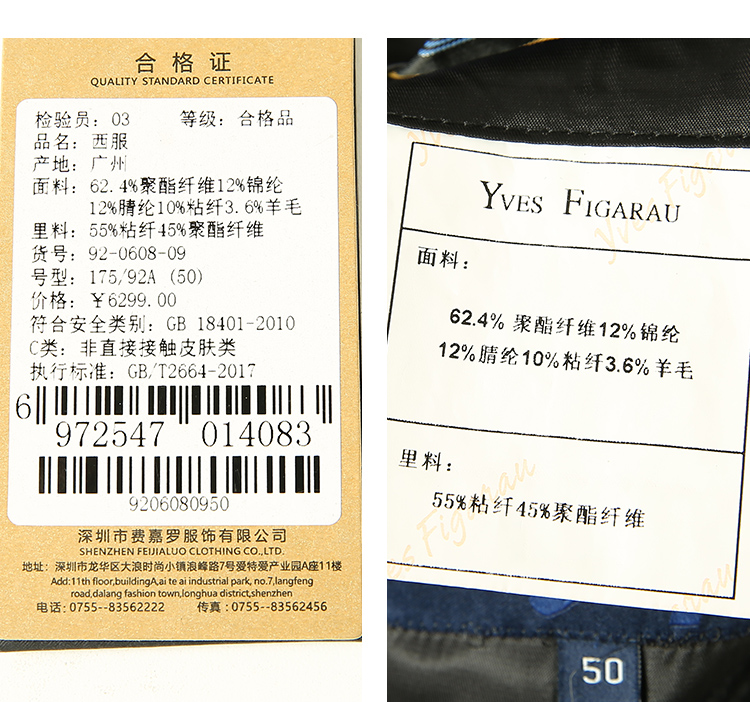 合格证
QUALITY STANDARD CERTIFICATE
检验员: 03 等级: 合格品
品名: 西服
产地: 广州
面料: 62.4%聚酯纤维12%锦纶
12%腈纶10%粘纤3.6%羊毛
里料: 55%粘纤45%聚酯纤维
货号: 92-0608-09
号型: 175/92A (50)
价格: ￥6299.00
符合安全类别: GB 18401-2010
C类: 非直接接触皮肤类
执行标准: GB/T2664-2017
6 972547 014083
9206080950
深圳市费嘉罗服饰有限公司
SHENZHEN FEIJIALUO CLOTHING CO.,LTD.
地址: 深圳市龙华区大浪时尚小镇浪峰路7号爱特爱产业园A座11楼
Add:11th floor,buildingA,ai te ai industrial park, no.7,langfeng
road,dalang fashion town,longhua district,shenzhen
电话: 0755--83562222 传真: 0755--83562456
YVES FIGARAU
面料:
62.4% 聚酯纤维12%锦纶
12%腈纶10%粘纤3.6%羊毛
里料:
55%粘纤45%聚酯纤维
Yves Figarau
50